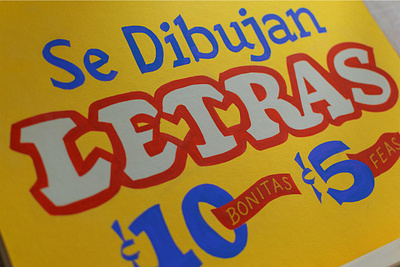 Se Dibujan
LETRAS
¢10 BONITAS ¢5 FEAS